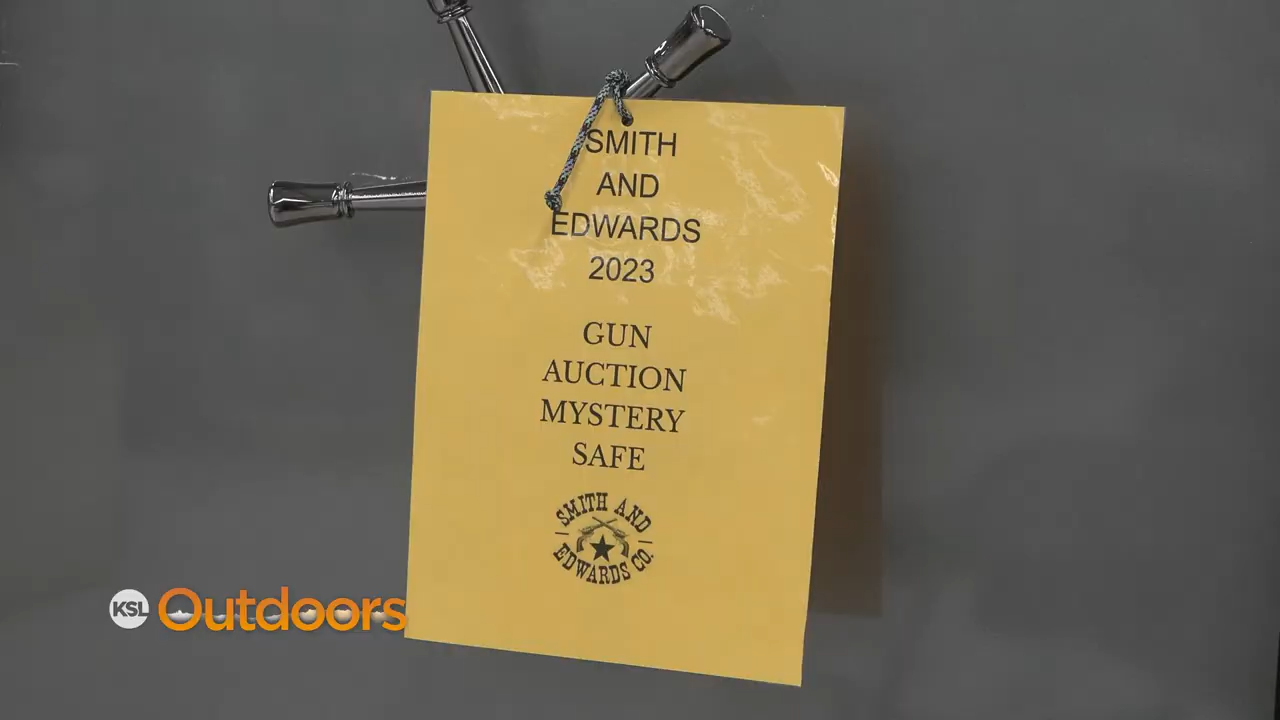 SMITH
AND
EDWARDS
2023
GUN
AUCTION
MYSTERY
SAFE
SMITH AND
EDWARDS CO.
KSL Outdoors